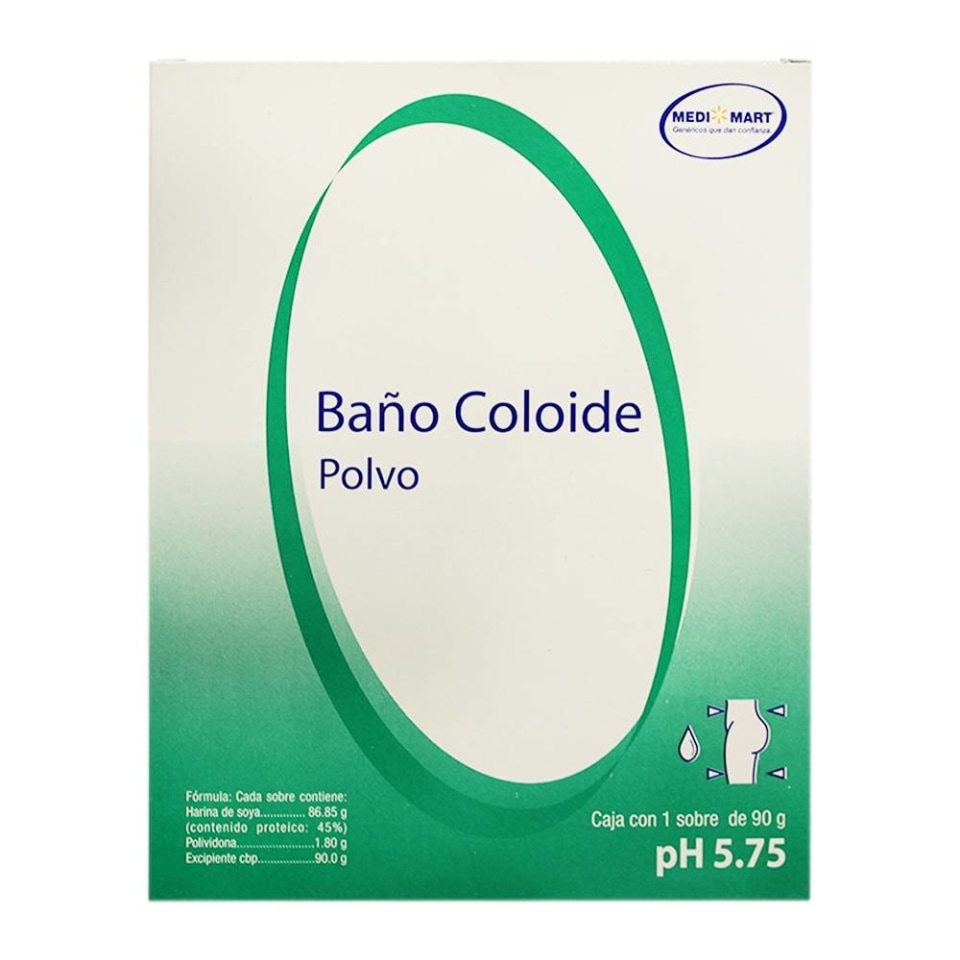 MEDI MART
Genéricos que dan confianza.
Baño Coloide
Polvo
Fórmula: Cada sobre contiene:
Harina de soya.............. 86.85 g
(contenido proteico: 45%)
Polividona....................1.80 g
Excipiente cbp...............90.0 g
Caja con 1 sobre de 90 g
pH 5.75